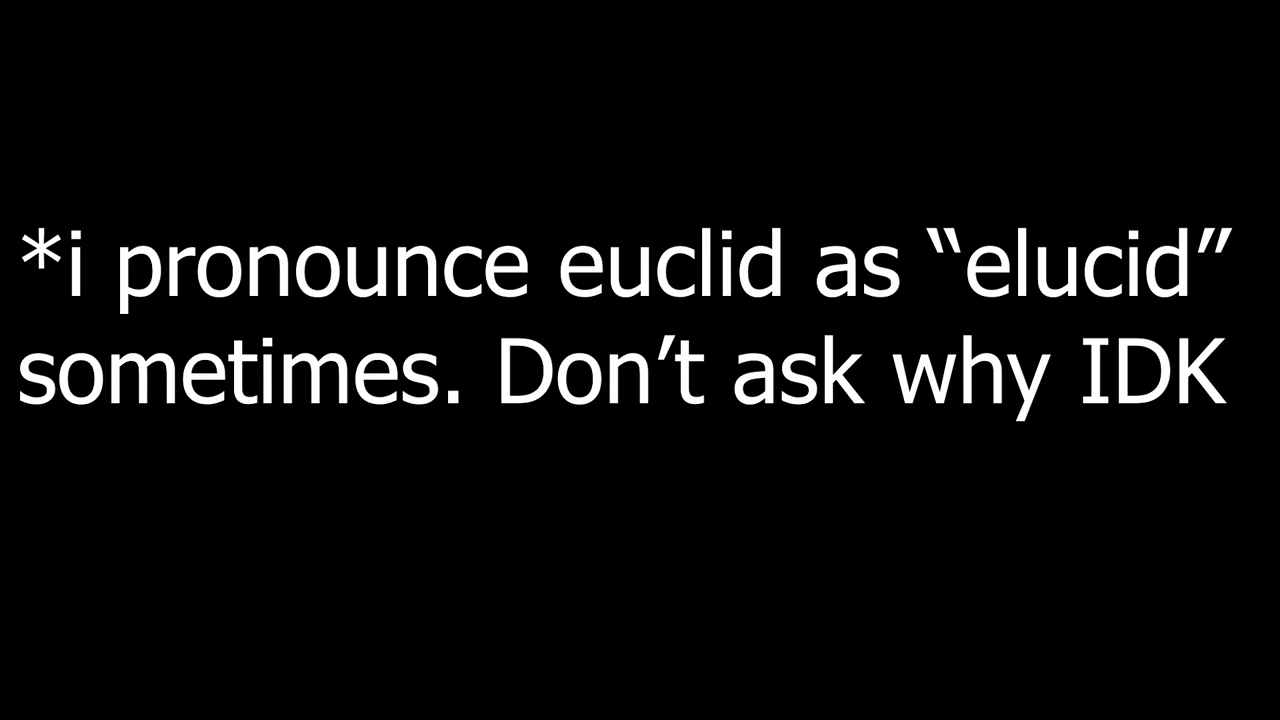 *i pronounce euclid as “elucid”
sometimes. Don’t ask why IDK